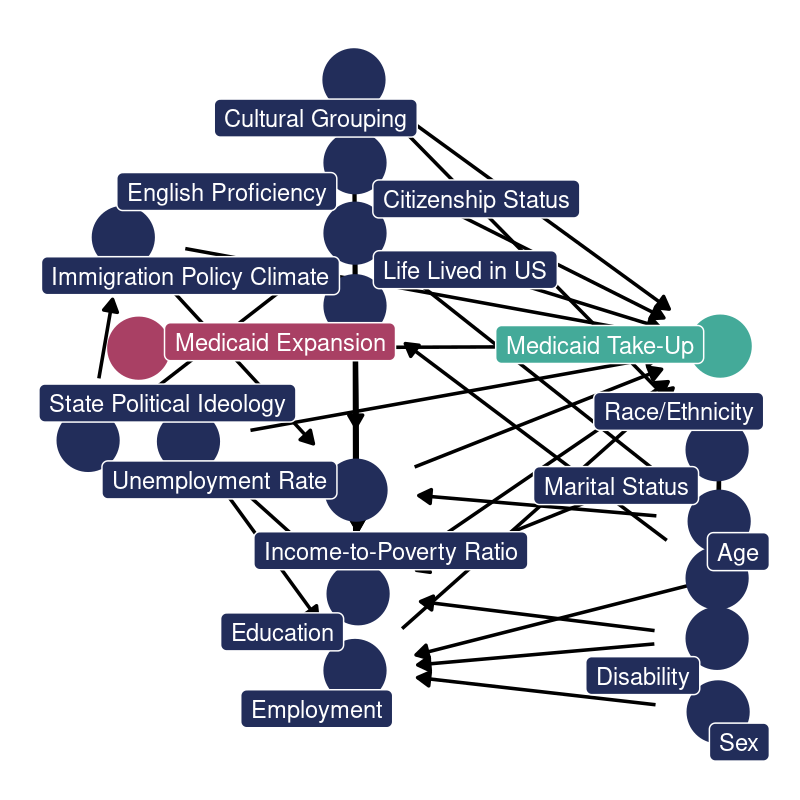 Cultural Grouping
English Proficiency
Citizenship Status
Immigration Policy Climate
Life Lived in US
Medicaid Expansion
Medicaid Take-Up
State Political Ideology
Race/Ethnicity
Unemployment Rate
Marital Status
Income-to-Poverty Ratio
Age
Education
Disability
Employment
Sex